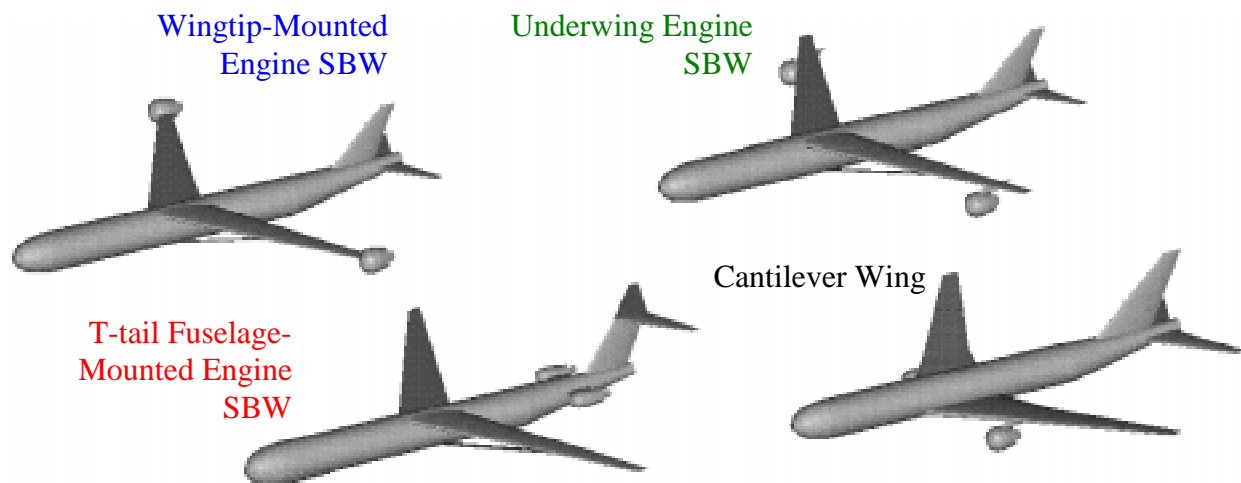 Wingtip-Mounted
Engine SBW
Underwing Engine
SBW
Cantilever Wing
T-tail Fuselage-
Mounted Engine
SBW